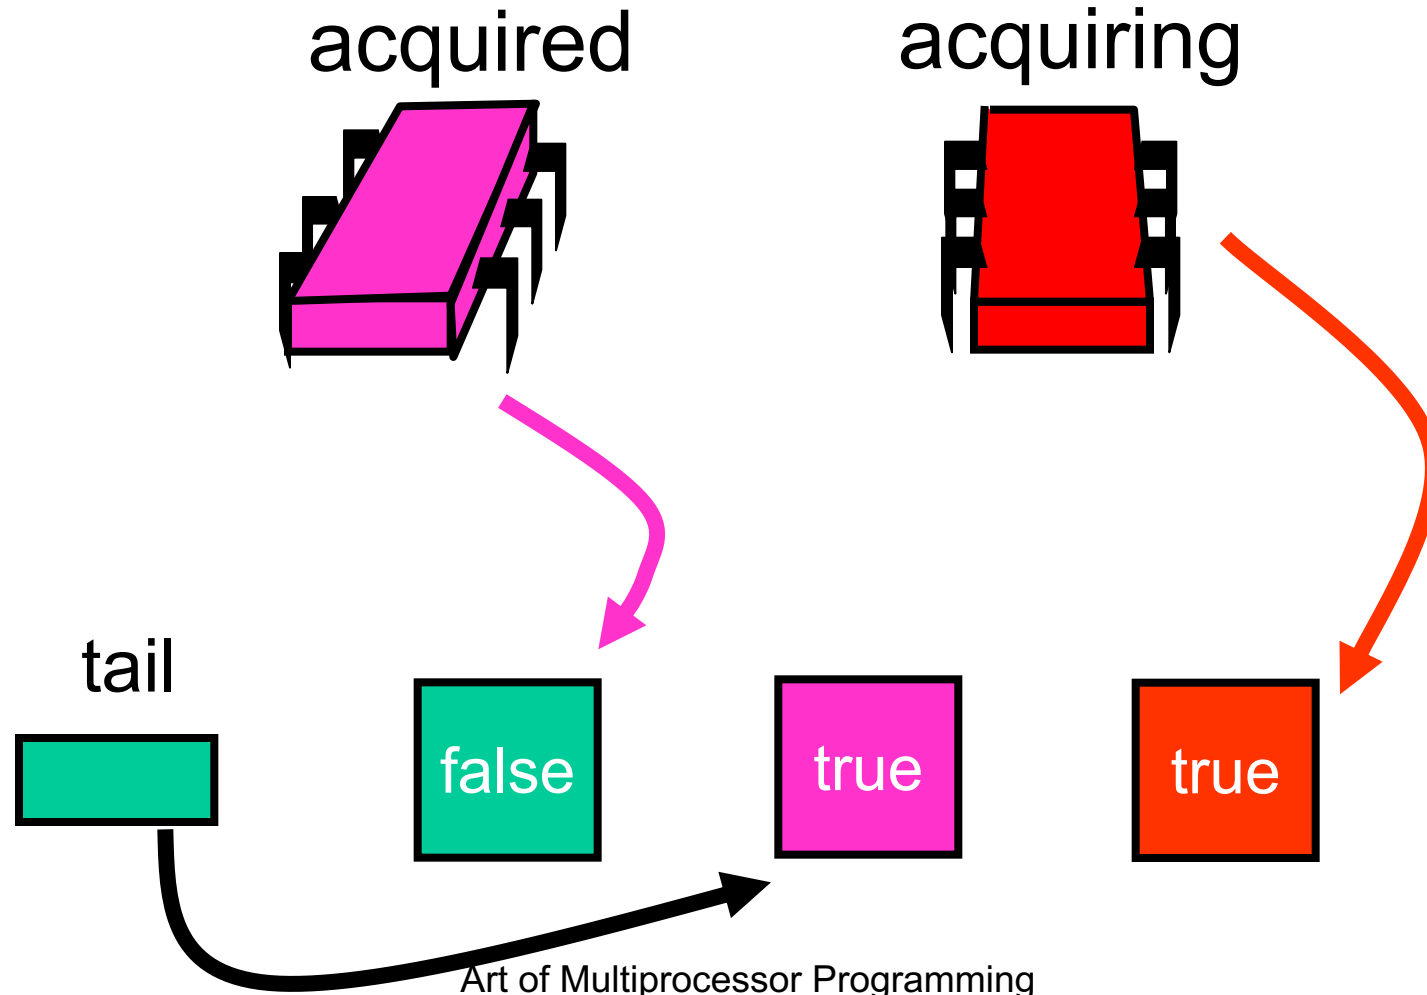 acquired
acquiring
tail
false
true
true
Art of Multiprocessor Programming